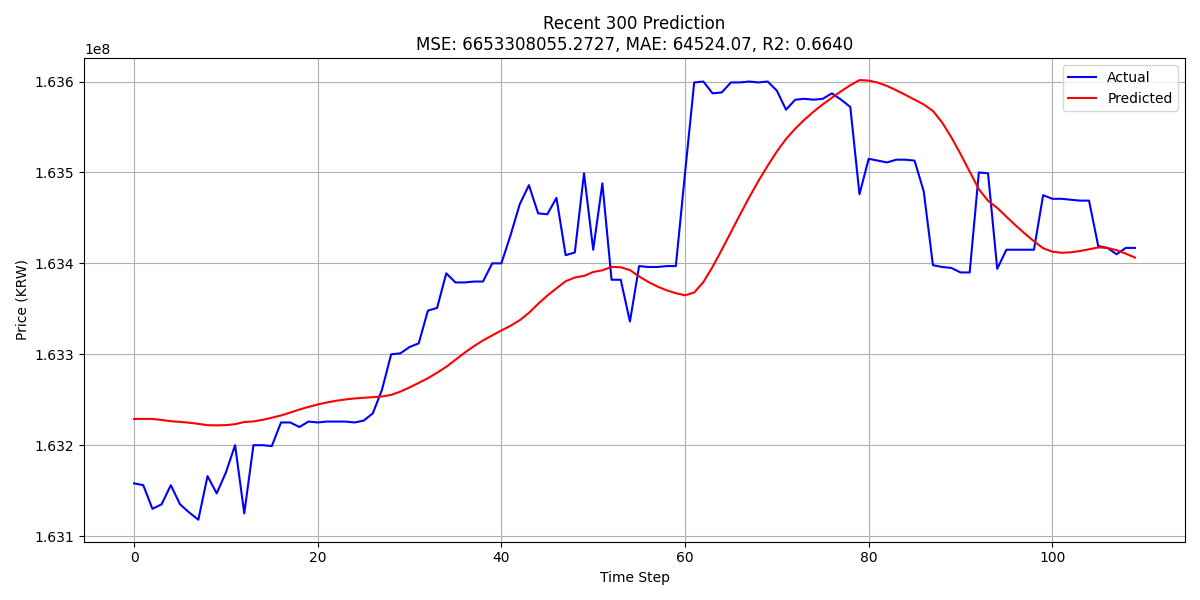 Recent 300 Prediction
MSE: 6653308055.2727, MAE: 64524.07, R2: 0.6640
1e8
1.636
1.635
1.634
1.633
1.632
1.631
Price (KRW)
Actual
Predicted
0 20 40 60 80 100
Time Step